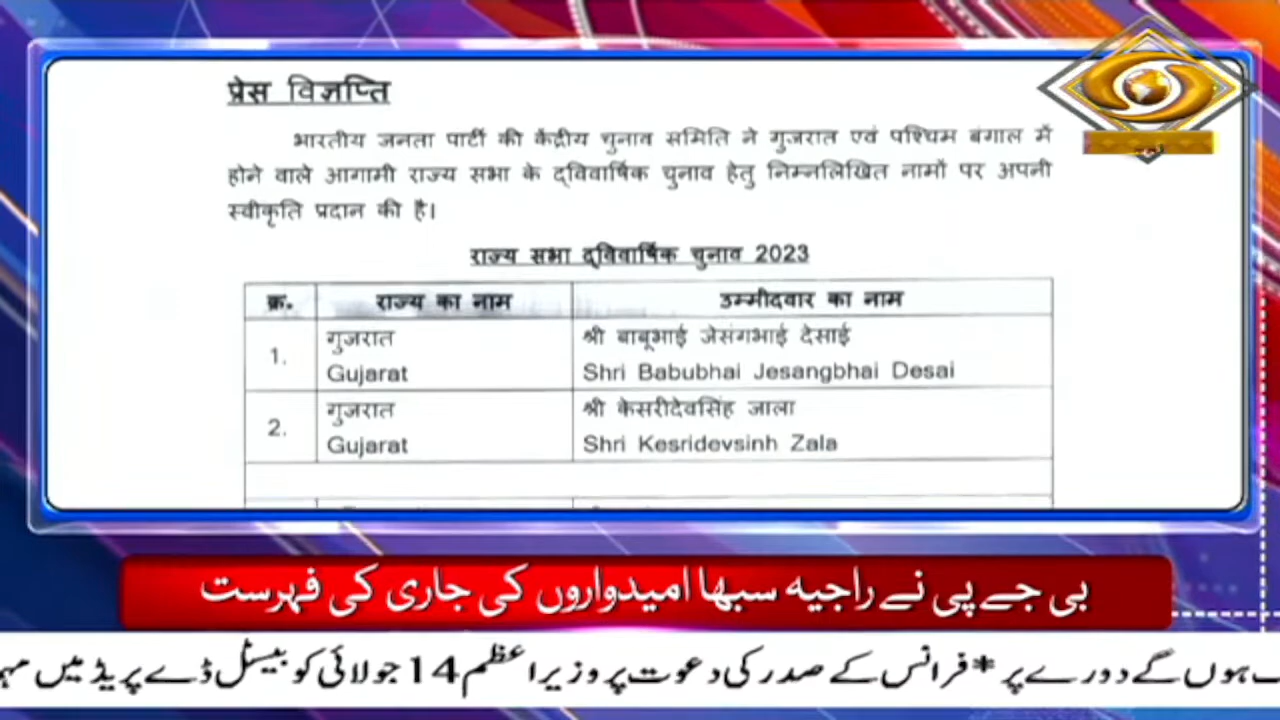 प्रेस विज्ञप्ति
भारतीय जनता पार्टी की केंद्रीय चुनाव समिति ने गुजरात एवं पश्चिम बंगाल में
होने वाले आगामी राज्य सभा के द्विवार्षिक चुनाव हेतु निम्नलिखित नामों पर अपनी
स्वीकृति प्रदान की है।
राज्य सभा द्विवार्षिक चुनाव 2023
क्र. राज्य का नाम उम्मीदवार का नाम
1. गुजरात श्री बाबूभाई जेसंगभाई देसाई
Gujarat Shri Babubhai Jesangbhai Desai
2. गुजरात श्री केसरीदेवसिंह जाला
Gujarat Shri Kesridevsinh Zala
بی جے پی نے راجیہ سبھا امیدواروں کی جاری کی فہرست
ہوں گے دورے پر *فرانس کے صدر کی دعوت پر وزیر اعظم 14 جولائی کو بیسٹل ڈے پریڈ میں